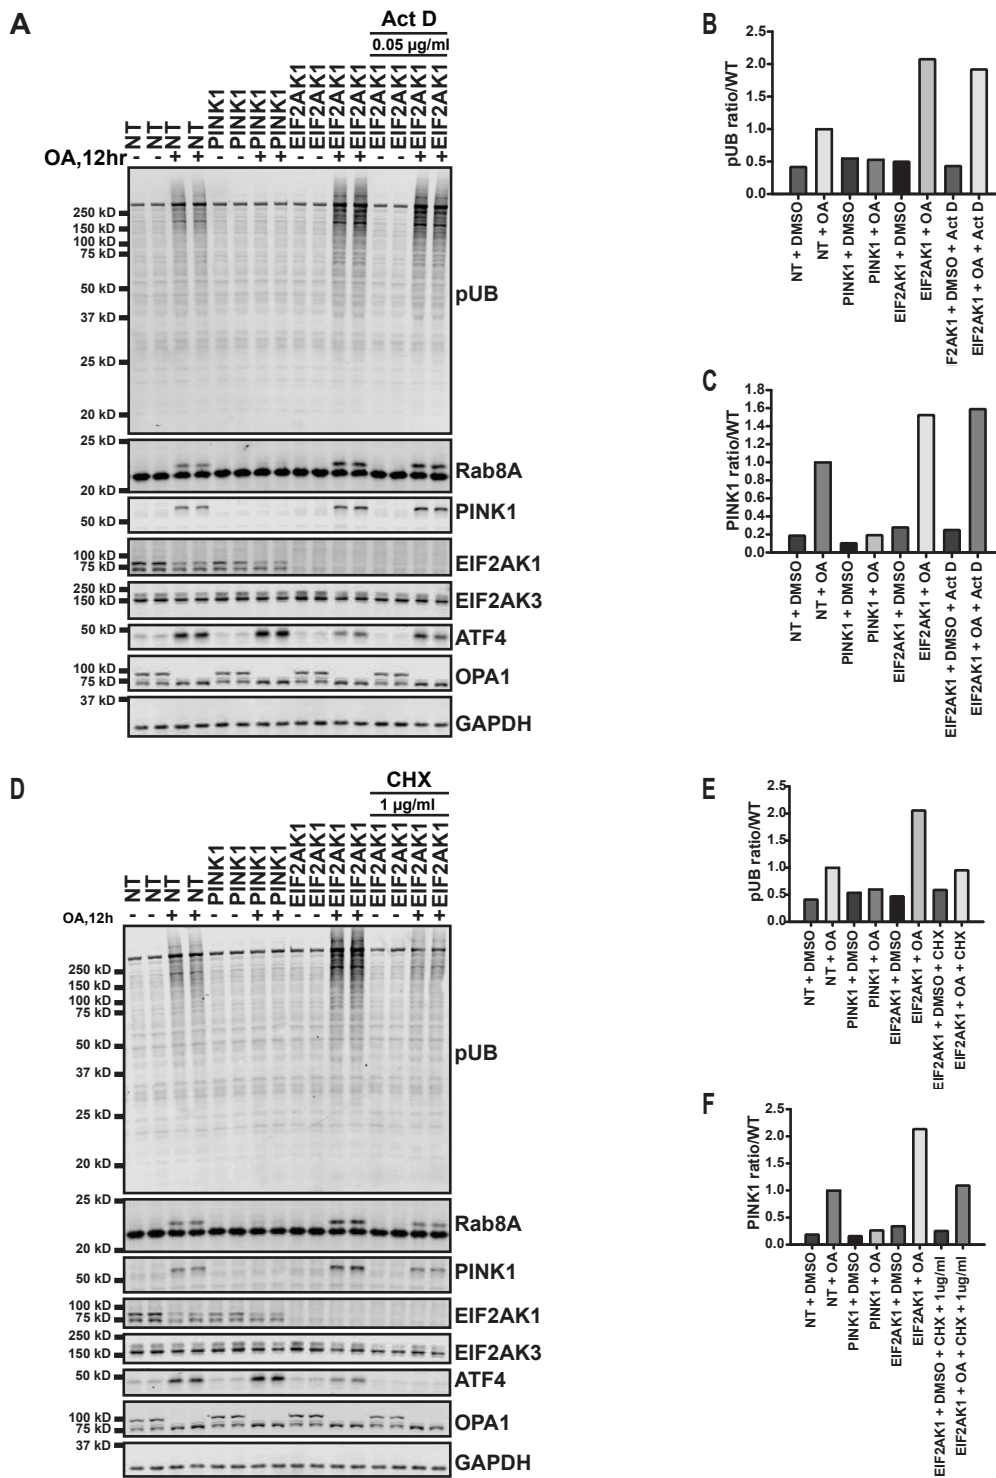 A
Act D
0.05 µg/ml
NT NT NT NT PINK1 PINK1 PINK1 PINK1 EIF2AK1 EIF2AK1 EIF2AK1 EIF2AK1 EIF2AK1 EIF2AK1 EIF2AK1 EIF2AK1
OA,12hr - - + + - - + + - - + + - - + +
250 kD
150 kD
100 kD
75 kD
50 kD
37 kD
25 kD
20 kD
pUB
25 kD
20 kD
Rab8A
50 kD
PINK1
100 kD
75 kD
EIF2AK1
250 kD
150 kD
EIF2AK3
50 kD
ATF4
100 kD
75 kD
OPA1
37 kD
GAPDH
B
pUB ratio/WT
2.5
2.0
1.5
1.0
0.5
0.0
NT + DMSO
NT + OA
PINK1 + DMSO
PINK1 + OA
EIF2AK1 + DMSO
EIF2AK1 + OA
F2AK1 + DMSO + Act D
EIF2AK1 + OA + Act D
C
PINK1 ratio/WT
1.8
1.6
1.4
1.2
1.0
0.8
0.6
0.4
0.2
0.0
NT + DMSO
NT + OA
PINK1 + DMSO
PINK1 + OA
EIF2AK1 + DMSO
EIF2AK1 + OA
EIF2AK1 + DMSO + Act D
EIF2AK1 + OA + Act D
D
CHX
1 µg/ml
NT NT NT NT PINK1 PINK1 PINK1 PINK1 EIF2AK1 EIF2AK1 EIF2AK1 EIF2AK1 EIF2AK1 EIF2AK1 EIF2AK1 EIF2AK1
OA,12h - - + + - - + + - - + + - - + +
250 kD
150 kD
100 kD
75 kD
50 kD
37 kD
25 kD
20 kD
pUB
25 kD
20 kD
Rab8A
50 kD
PINK1
100 kD
75 kD
EIF2AK1
250 kD
150 kD
EIF2AK3
50 kD
ATF4
100 kD
75 kD
OPA1
37 kD
GAPDH
E
pUB ratio/WT
2.5
2.0
1.5
1.0
0.5
0.0
NT + DMSO
NT + OA
PINK1 + DMSO
PINK1 + OA
EIF2AK1 + DMSO
EIF2AK1 + OA
EIF2AK1 + DMSO + CHX
EIF2AK1 + OA + CHX
F
PINK1 ratio/WT
2.5
2.0
1.5
1.0
0.5
0.0
NT + DMSO
NT + OA
PINK1 + DMSO
PINK1 + OA
EIF2AK1 + DMSO
EIF2AK1 + OA
EIF2AK1 + DMSO + CHX + 1ug/ml
EIF2AK1 + OA + CHX + 1ug/ml